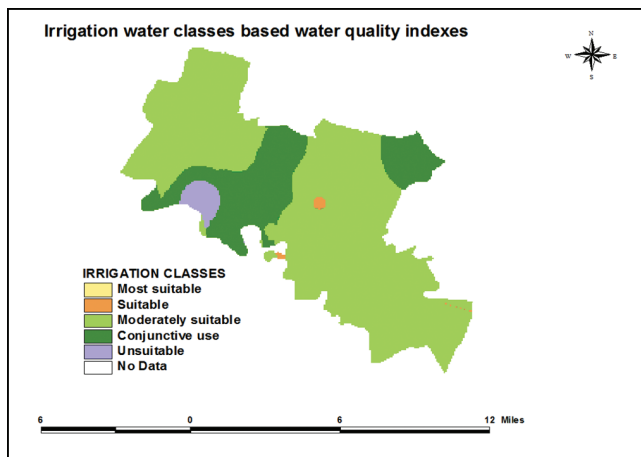 Irrigation water classes based water quality indexes
N
W E
S
IRRIGATION CLASSES
Most suitable
Suitable
Moderately suitable
Conjunctive use
Unsuitable
No Data
6 0 6 12 Miles